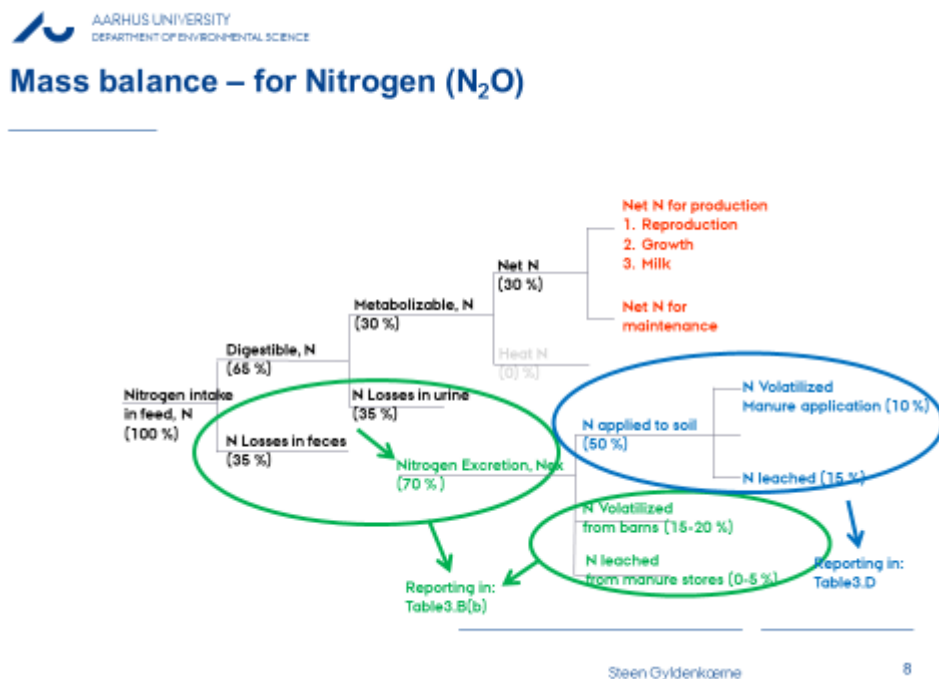 AARHUS UNIVERSITY
DEPARTMENT OF ENVIRONMENTAL SCIENCE
Mass balance – for Nitrogen (N₂O)
Net N for production
1. Reproduction
2. Growth
3. Milk
Net N
(30 %)
Metabolizable, N
(30 %)
Net N for
maintenance
Heat N
(0) %)
Digestible, N
(65 %)
N Volatilized
Manure application (10 %)
Nitrogen intake
in feed, N
(100 %)
N Losses in urine
(35 %)
N applied to soil
(50 %)
N Losses in feces
(35 %)
Nitrogen Excretion, Nex
(70 %)
N leached (15 %)
N Volatilized
from barns (15-20 %)
N leached
from manure stores (0-5 %)
Reporting in:
Table3.D
Reporting in:
Table3.B(b)
Steen Gyldenkærne
8